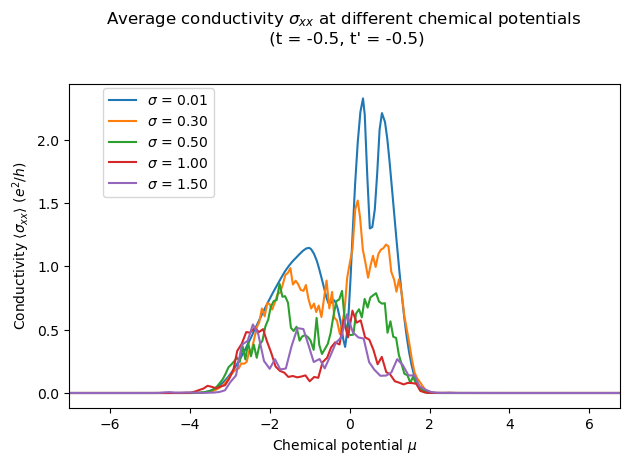 Average conductivity σxx at different chemical potentials
(t = -0.5, t' = -0.5)
σ = 0.01
σ = 0.30
σ = 0.50
σ = 1.00
σ = 1.50
Conductivity ⟨σxx⟩ (e²/h)
2.0
1.5
1.0
0.5
0.0
−6 −4 −2 0 2 4 6
Chemical potential μ